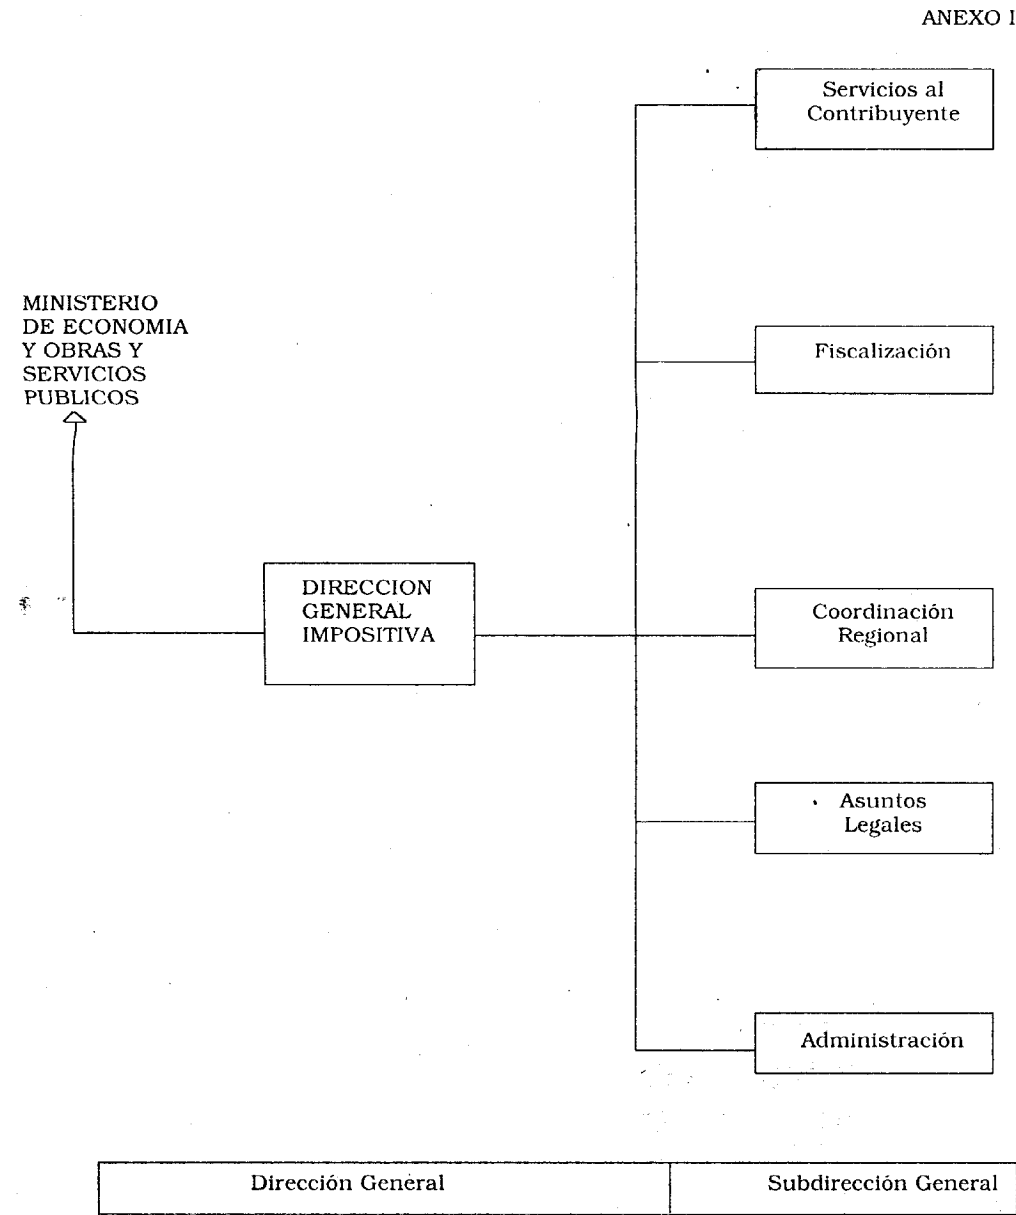 ANEXO I
Servicios al
Contribuyente
MINISTERIO
DE ECONOMIA
Y OBRAS Y
SERVICIOS
PUBLICOS
Fiscalización
DIRECCION
GENERAL
IMPOSITIVA
Coordinación
Regional
Asuntos
Legales
Administración
Dirección General
Subdirección General